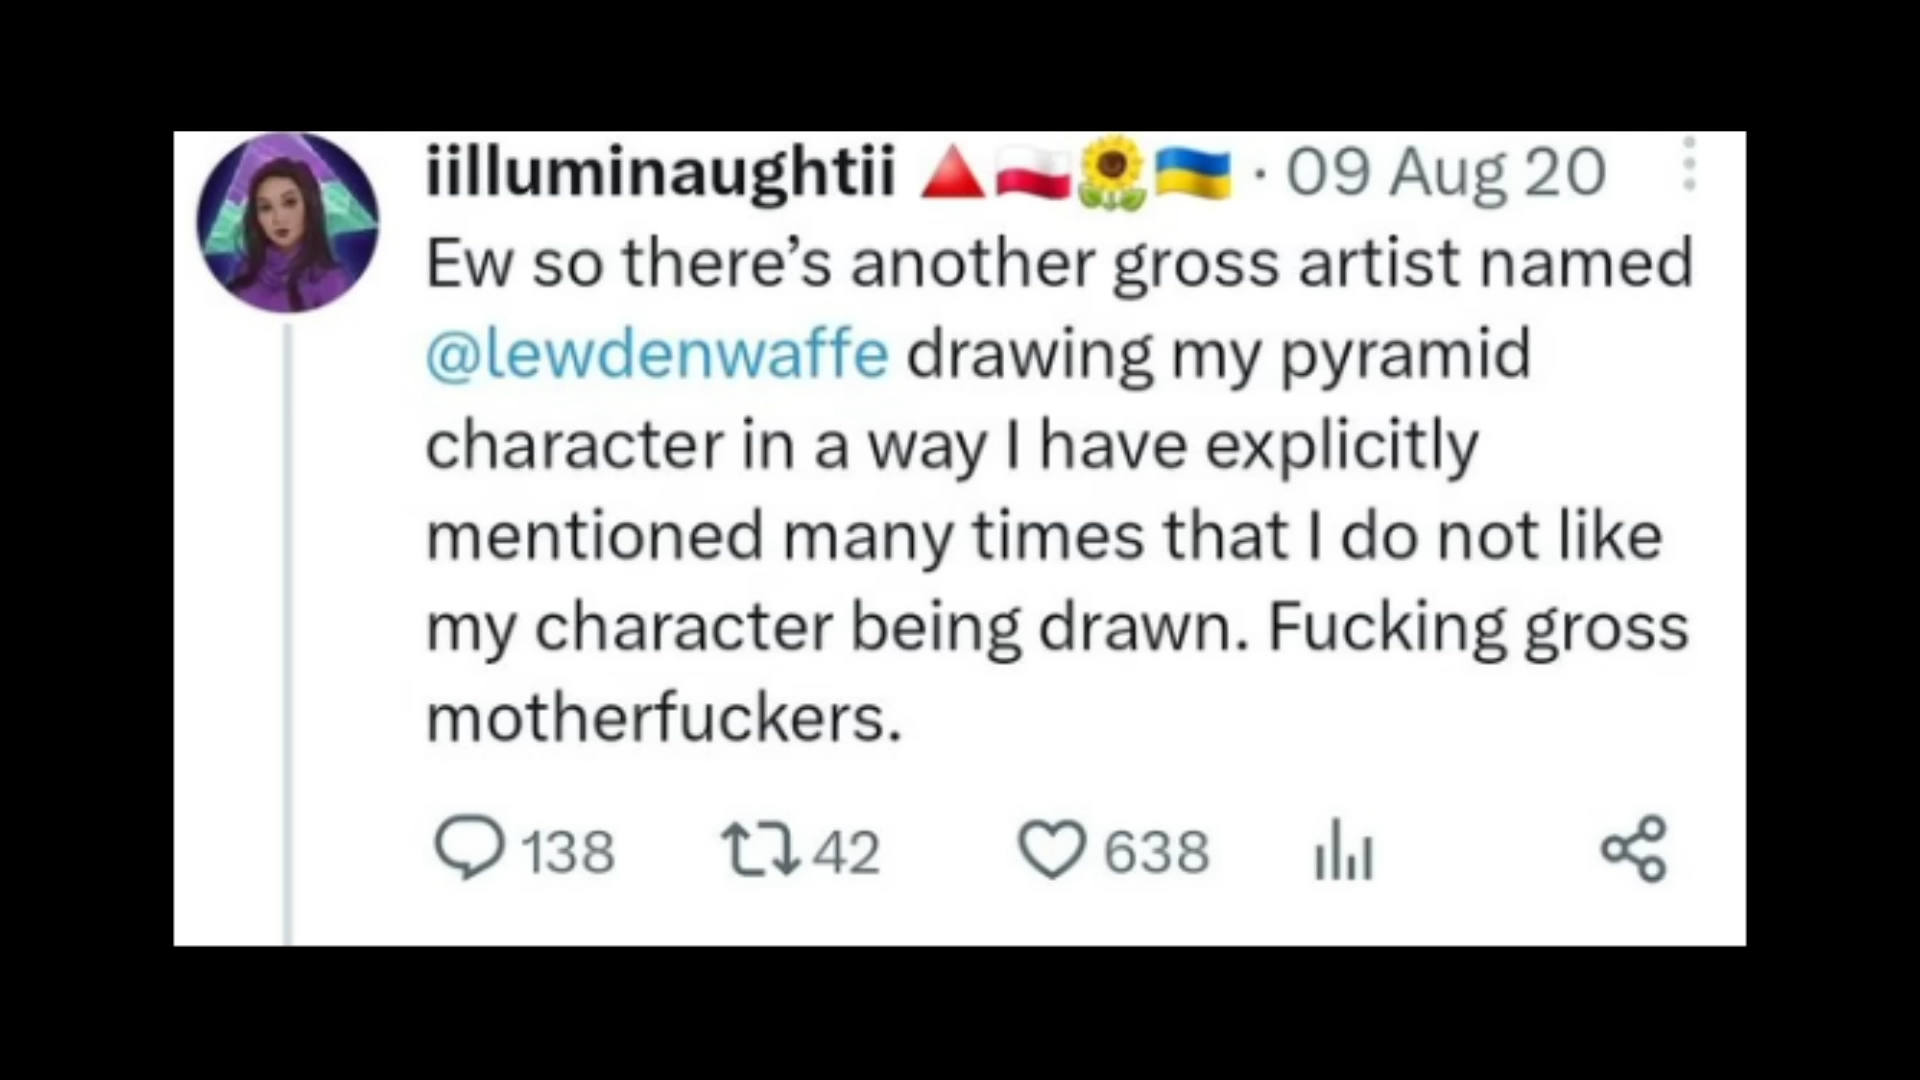 iilluminaughtii 🔺🇵🇱🌻🇺🇦 · 09 Aug 20
Ew so there’s another gross artist named
@lewdenwaffe drawing my pyramid
character in a way I have explicitly
mentioned many times that I do not like
my character being drawn. Fucking gross
motherfuckers.
138 42 638